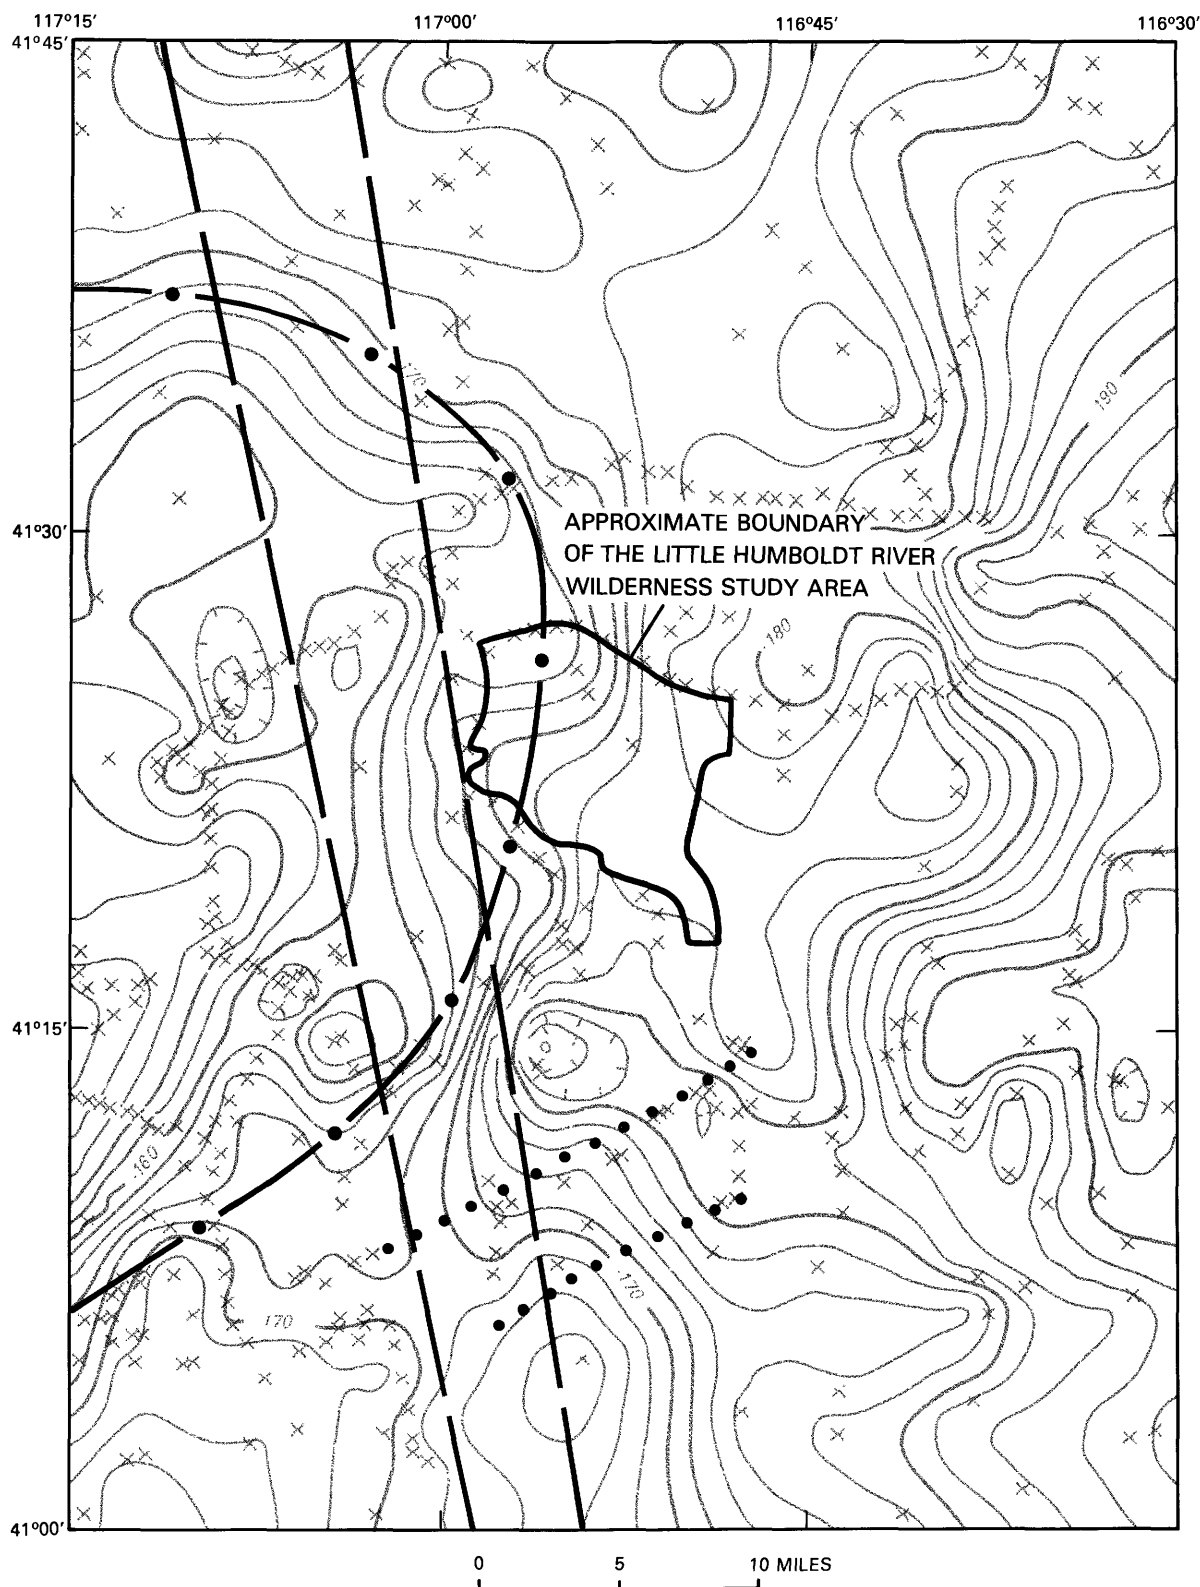 117°15′ 117°00′ 116°45′ 116°30′
41°45′
170
180
41°30′
APPROXIMATE BOUNDARY
OF THE LITTLE HUMBOLDT RIVER
WILDERNESS STUDY AREA
180
41°15′
160
170
170
41°00′
0 5 10 MILES